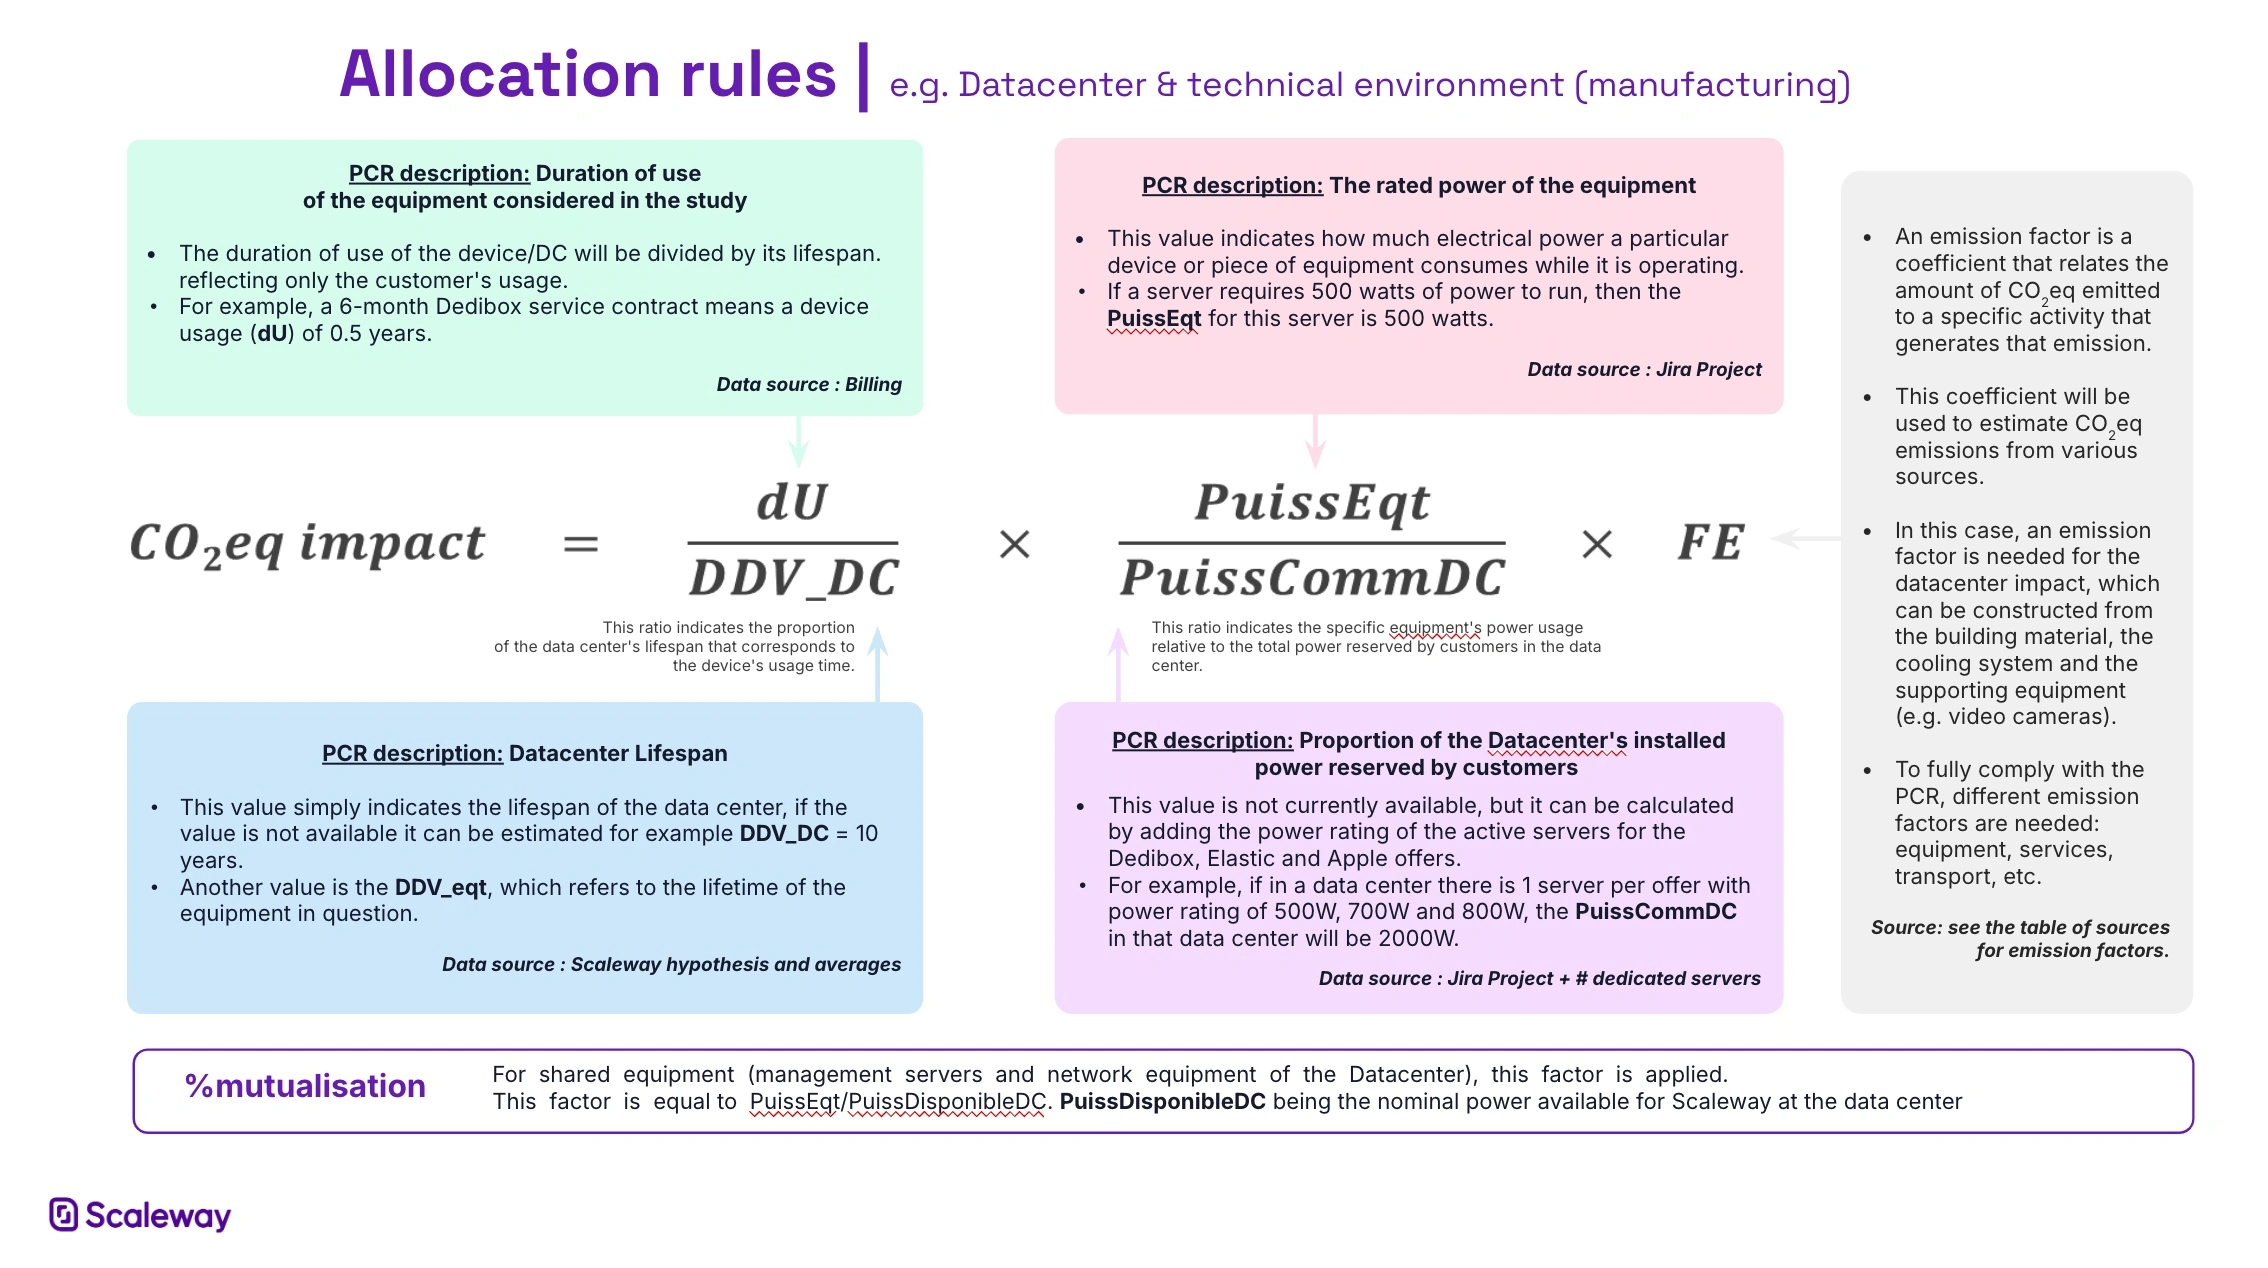 Allocation rules | e.g. Datacenter & technical environment (manufacturing)
PCR description: Duration of use
of the equipment considered in the study
• The duration of use of the device/DC will be divided by its lifespan.
reflecting only the customer's usage.
• For example, a 6-month Dedibox service contract means a device
usage (dU) of 0.5 years.
Data source : Billing
PCR description: The rated power of the equipment
• This value indicates how much electrical power a particular
device or piece of equipment consumes while it is operating.
• If a server requires 500 watts of power to run, then the
PuissEqt for this server is 500 watts.
Data source : Jira Project
CO₂eq impact = dU / DDV_DC × PuissEqt / PuissCommDC × FE
This ratio indicates the proportion
of the data center's lifespan that corresponds to
the device's usage time.
This ratio indicates the specific equipment's power usage
relative to the total power reserved by customers in the data
center.
PCR description: Datacenter Lifespan
• This value simply indicates the lifespan of the data center, if the
value is not available it can be estimated for example DDV_DC = 10
years.
• Another value is the DDV_eqt, which refers to the lifetime of the
equipment in question.
Data source : Scaleway hypothesis and averages
PCR description: Proportion of the Datacenter's installed
power reserved by customers
• This value is not currently available, but it can be calculated
by adding the power rating of the active servers for the
Dedibox, Elastic and Apple offers.
• For example, if in a data center there is 1 server per offer with
power rating of 500W, 700W and 800W, the PuissCommDC
in that data center will be 2000W.
Data source : Jira Project + # dedicated servers
• An emission factor is a
coefficient that relates the
amount of CO₂eq emitted
to a specific activity that
generates that emission.
• This coefficient will be
used to estimate CO₂eq
emissions from various
sources.
• In this case, an emission
factor is needed for the
datacenter impact, which
can be constructed from
the building material, the
cooling system and the
supporting equipment
(e.g. video cameras).
• To fully comply with the
PCR, different emission
factors are needed:
equipment, services,
transport, etc.
Source: see the table of sources
for emission factors.
%mutualisation
For shared equipment (management servers and network equipment of the Datacenter), this factor is applied.
This factor is equal to PuissEqt/PuissDisponibleDC. PuissDisponibleDC being the nominal power available for Scaleway at the data center
Scaleway